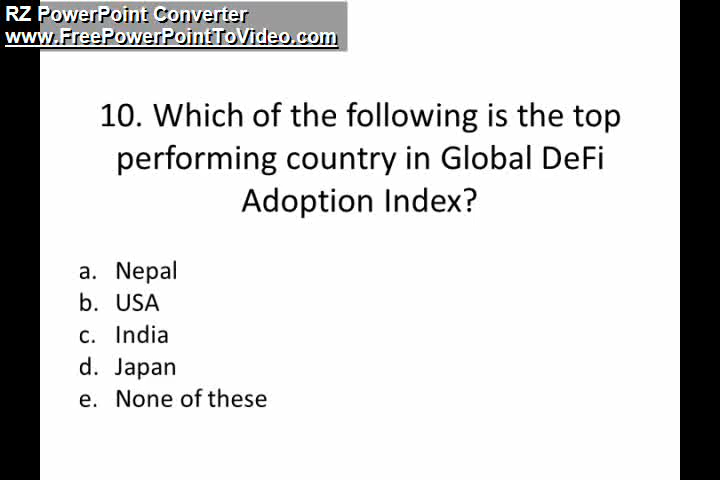 RZ PowerPoint Converter
www.FreePowerPointToVideo.com
10. Which of the following is the top
performing country in Global DeFi
Adoption Index?
a. Nepal
b. USA
c. India
d. Japan
e. None of these